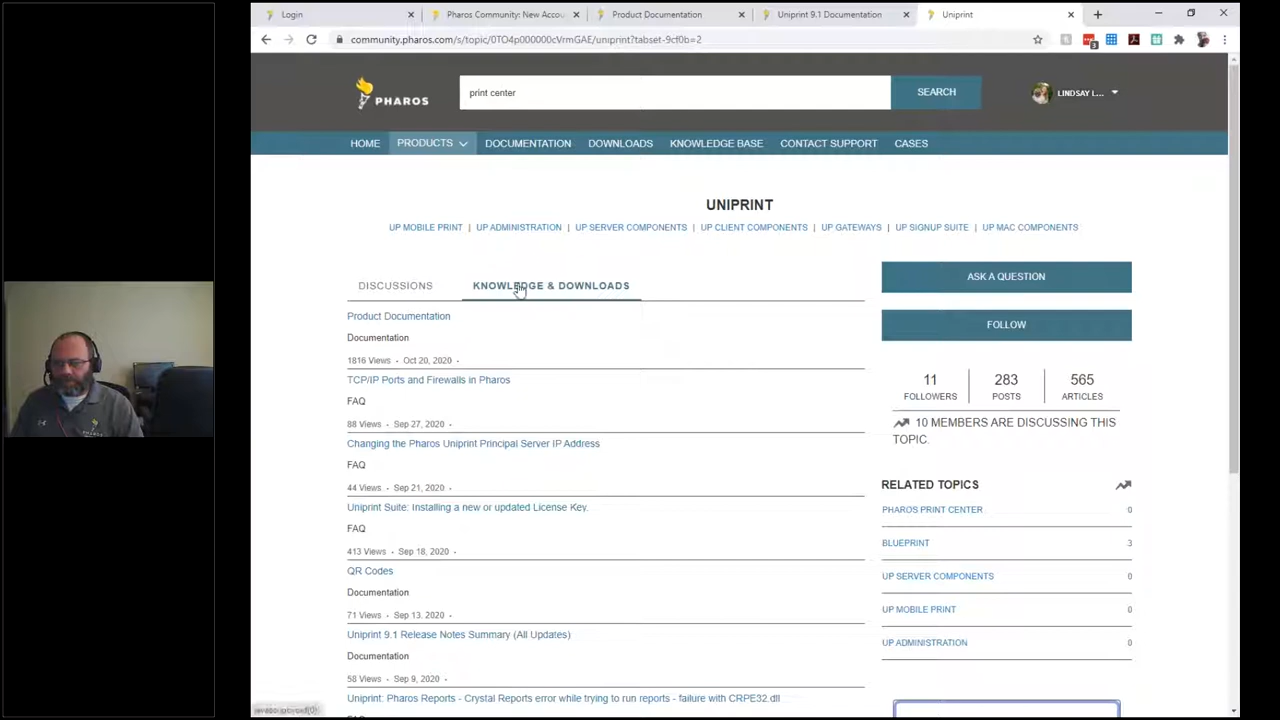 Login
Pharos Community: New Accou
Product Documentation
Uniprint 9.1 Documentation
Uniprint
community.pharos.com/s/topic/0TO4p000000cVrmGAE/uniprint?tabset-9cf0b=2
3
PHAROS
print center
SEARCH
LINDSAY L...
HOME
PRODUCTS
DOCUMENTATION
DOWNLOADS
KNOWLEDGE BASE
CONTACT SUPPORT
CASES
UNIPRINT
UP MOBILE PRINT | UP ADMINISTRATION | UP SERVER COMPONENTS | UP CLIENT COMPONENTS | UP GATEWAYS | UP SIGNUP SUITE | UP MAC COMPONENTS
DISCUSSIONS
KNOWLEDGE & DOWNLOADS
Product Documentation
Documentation
1816 Views • Oct 20, 2020 •
TCP/IP Ports and Firewalls in Pharos
FAQ
88 Views • Sep 27, 2020 •
Changing the Pharos Uniprint Principal Server IP Address
FAQ
44 Views • Sep 21, 2020 •
Uniprint Suite: Installing a new or updated License Key.
FAQ
413 Views • Sep 18, 2020 •
QR Codes
Documentation
71 Views • Sep 13, 2020 •
Uniprint 9.1 Release Notes Summary (All Updates)
Documentation
58 Views • Sep 9, 2020 •
Uniprint: Pharos Reports - Crystal Reports error while trying to run reports - failure with CRPE32.dll
ASK A QUESTION
FOLLOW
11
FOLLOWERS
283
POSTS
565
ARTICLES
10 MEMBERS ARE DISCUSSING THIS
TOPIC.
RELATED TOPICS
PHAROS PRINT CENTER 0
BLUEPRINT 3
UP SERVER COMPONENTS 0
UP MOBILE PRINT 0
UP ADMINISTRATION 0